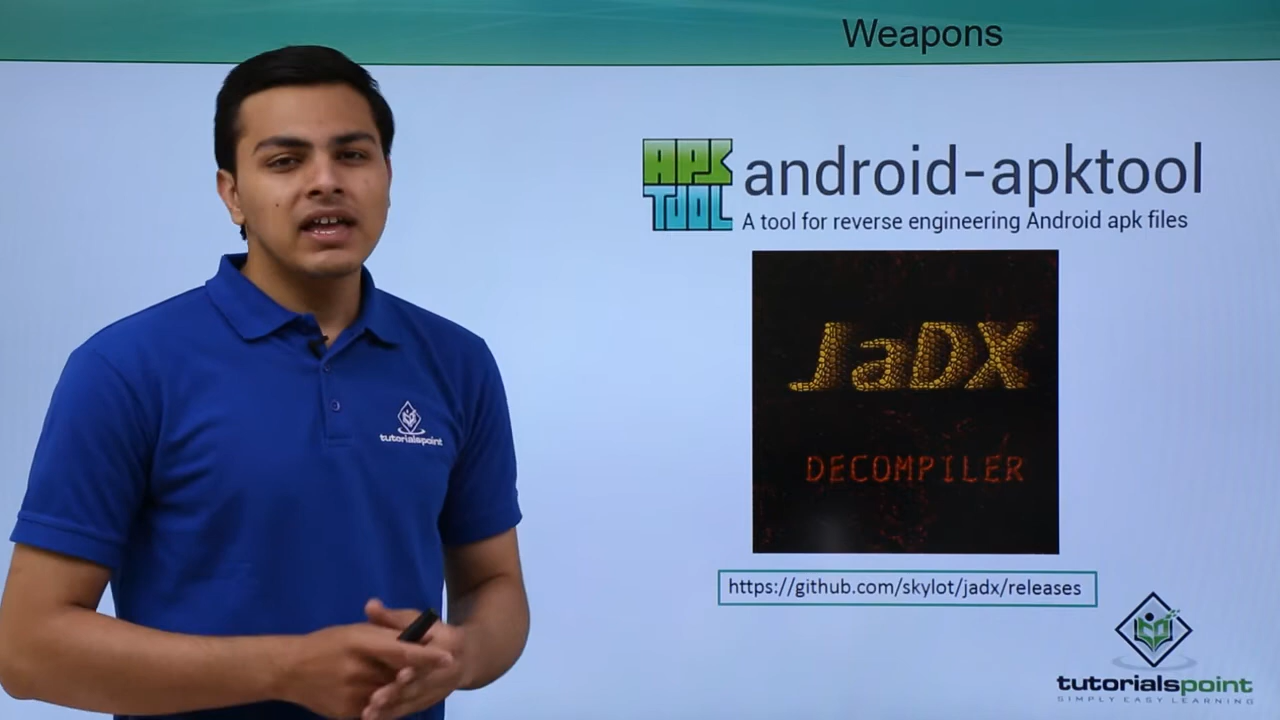 Weapons
APK
TOOL
android-apktool
A tool for reverse engineering Android apk files
JaDX
DECOMPILER
https://github.com/skylot/jadx/releases
tutorialspoint
tutorialspoint
SIMPLY EASY LEARNING